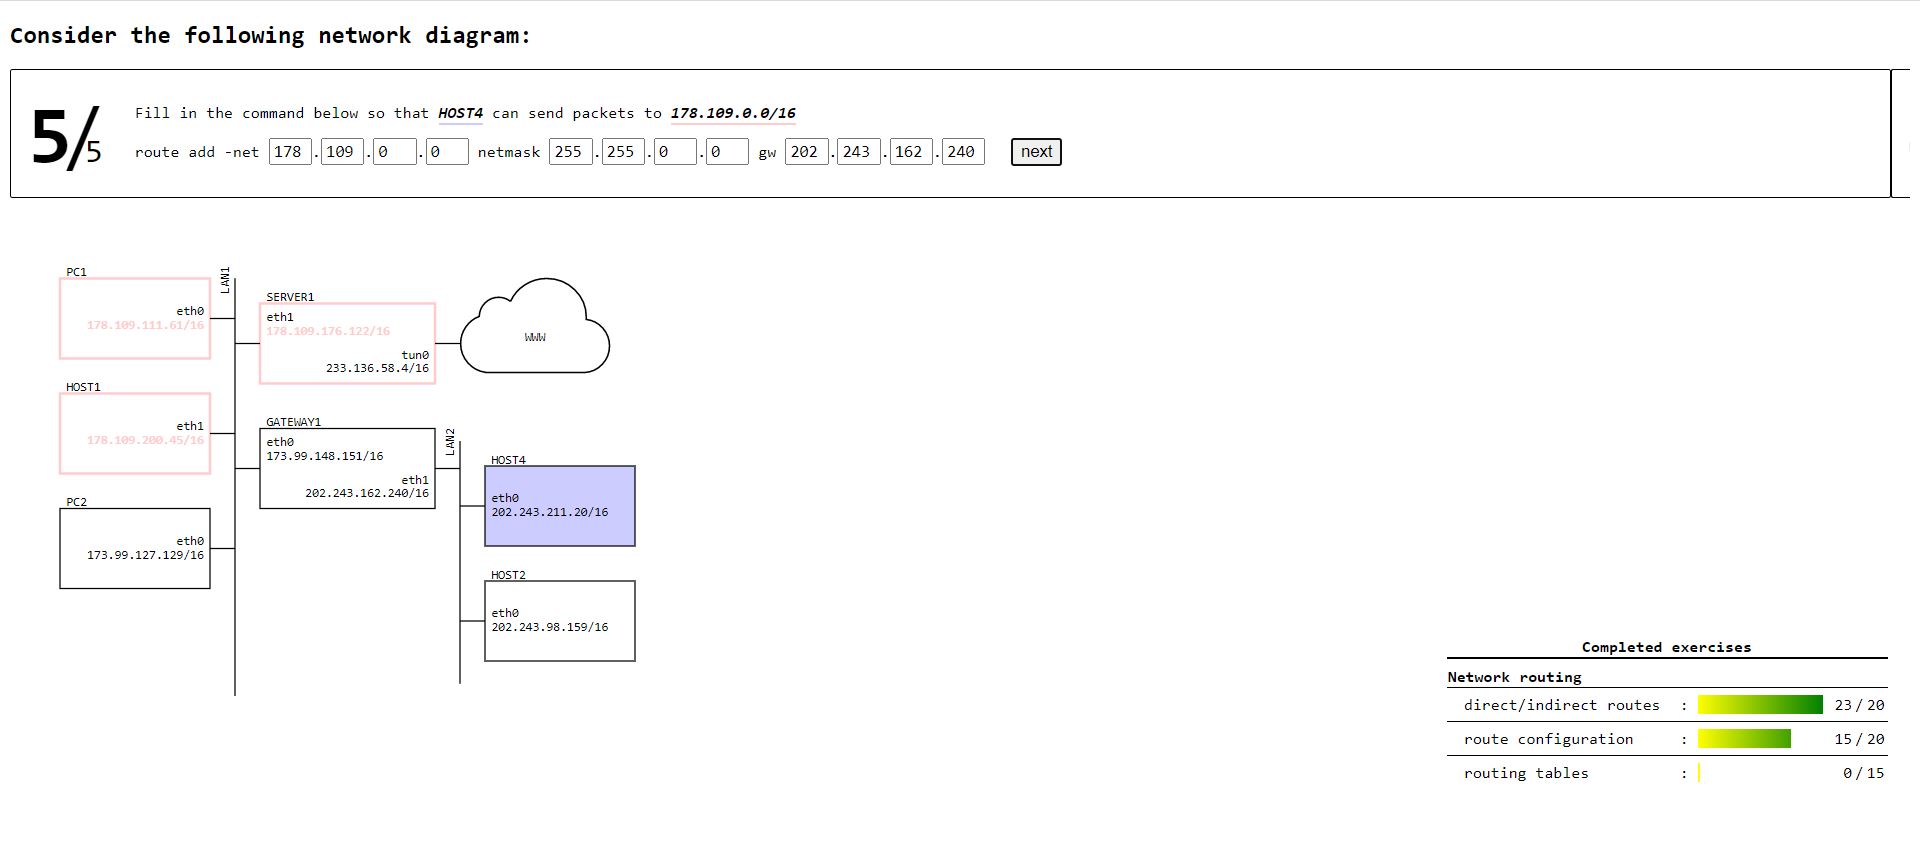 Consider the following network diagram:
5/5
Fill in the command below so that HOST4 can send packets to 178.109.0.0/16
route add -net 178.109.0.0 netmask 255.255.0.0 gw 202.243.162.240 next
PC1
eth0
178.109.111.61/16
LAN1
SERVER1
eth1
178.109.176.122/16
tun0
233.136.58.4/16
WWW
HOST1
eth1
178.109.200.45/16
GATEWAY1
eth0
173.99.148.151/16
eth1
202.243.162.240/16
LAN2
HOST4
eth0
202.243.211.20/16
PC2
eth0
173.99.127.129/16
HOST2
eth0
202.243.98.159/16
Completed exercises
Network routing
direct/indirect routes : 23/20
route configuration : 15/20
routing tables : 0/15